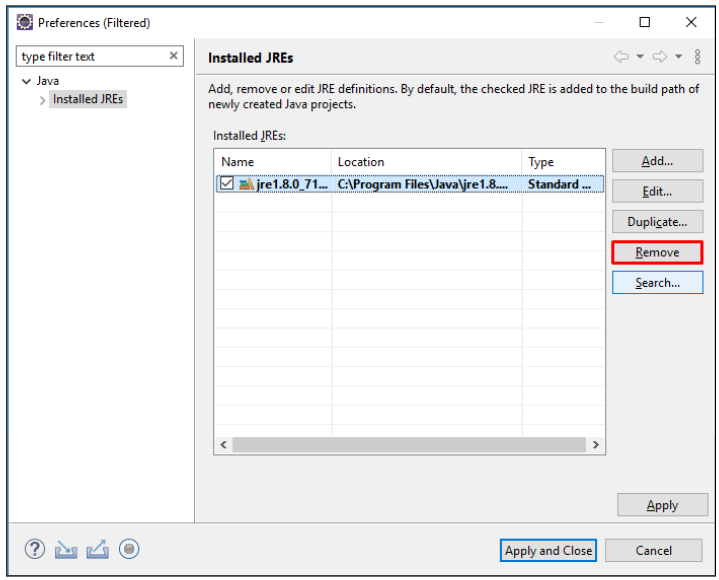 Preferences (Filtered)
type filter text
Java
Installed JREs
Installed JREs
Add, remove or edit JRE definitions. By default, the checked JRE is added to the build path of
newly created Java projects.
Installed JREs:
Name Location Type
jre1.8.0_71... C:\Program Files\Java\jre1.8.... Standard ...
Add...
Edit...
Duplicate...
Remove
Search...
Apply
Apply and Close Cancel